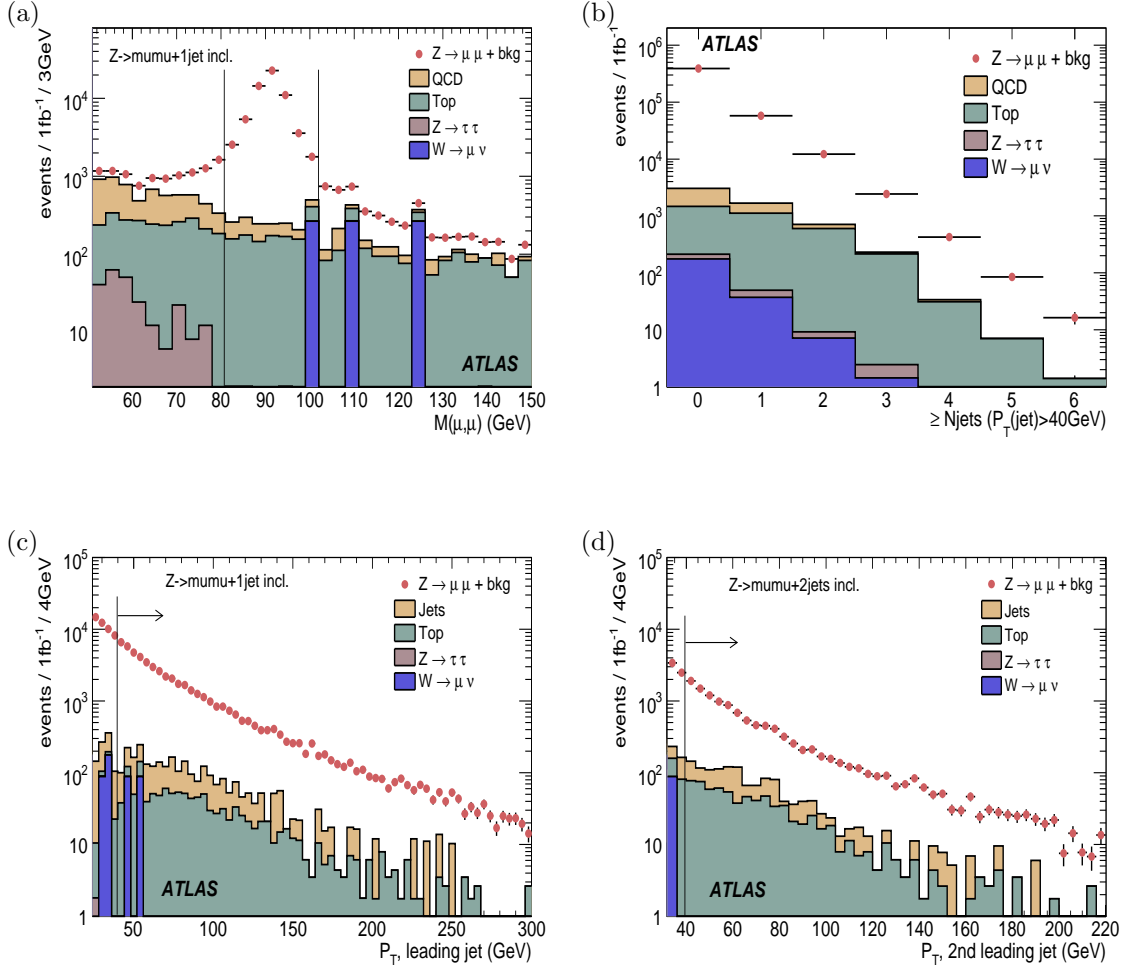 (a)
events / 1fb⁻¹ / 3GeV
Z->mumu+1jet incl.
Z → μ μ + bkg
QCD
Top
Z → τ τ
W → μ ν
ATLAS
10⁴
10³
10²
10
60 70 80 90 100 110 120 130 140 150
M(μ,μ) (GeV)
(b)
events / 1fb⁻¹
ATLAS
Z → μ μ + bkg
QCD
Top
Z → τ τ
W → μ ν
10⁶
10⁵
10⁴
10³
10²
10
1
0 1 2 3 4 5 6
≥ Njets (P_T(jet)>40GeV)
(c)
events / 1fb⁻¹ / 4GeV
Z->mumu+1jet incl.
Z → μ μ + bkg
Jets
Top
Z → τ τ
W → μ ν
ATLAS
10⁵
10⁴
10³
10²
10
1
50 100 150 200 250 300
P_T, leading jet (GeV)
(d)
events / 1fb⁻¹ / 4GeV
Z->mumu+2jets incl.
Z → μ μ + bkg
Jets
Top
Z → τ τ
W → μ ν
ATLAS
10⁵
10⁴
10³
10²
10
1
40 60 80 100 120 140 160 180 200 220
P_T, 2nd leading jet (GeV)